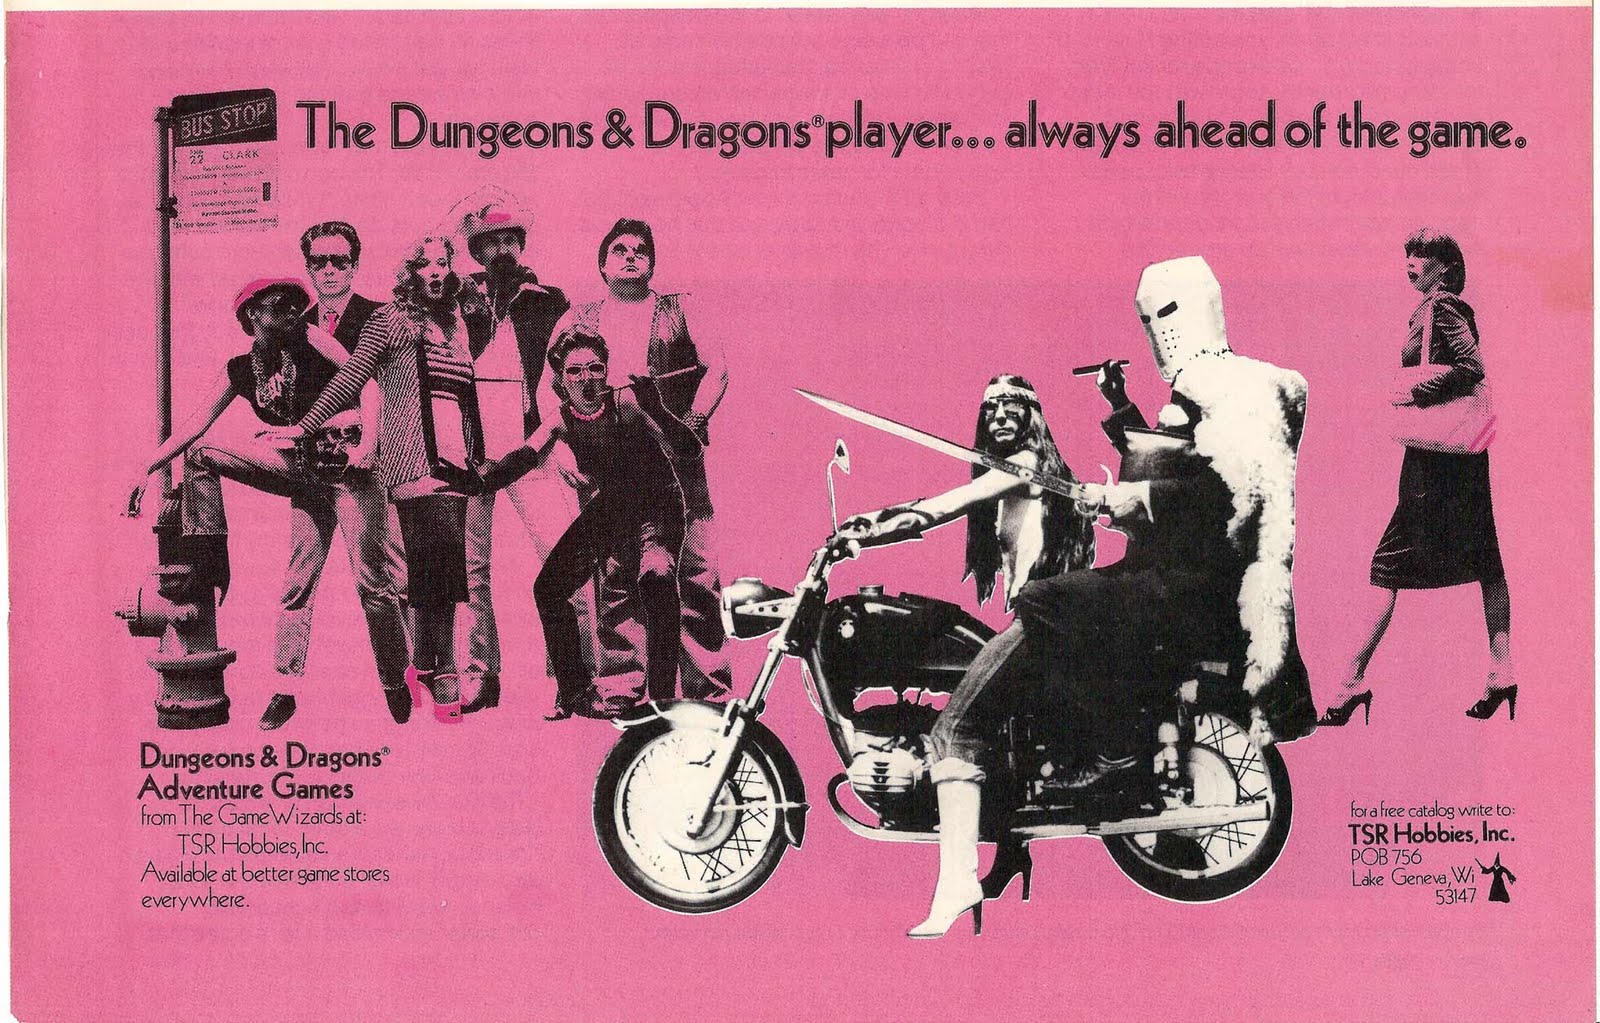 The Dungeons & Dragons® player... always ahead of the game.
BUS STOP
22 CLARK
Dungeons & Dragons®
Adventure Games
from The Game Wizards at:
TSR Hobbies, Inc.
Available at better game stores
everywhere.
for a free catalog write to:
TSR Hobbies, Inc.
POB 756
Lake Geneva, Wi
53147